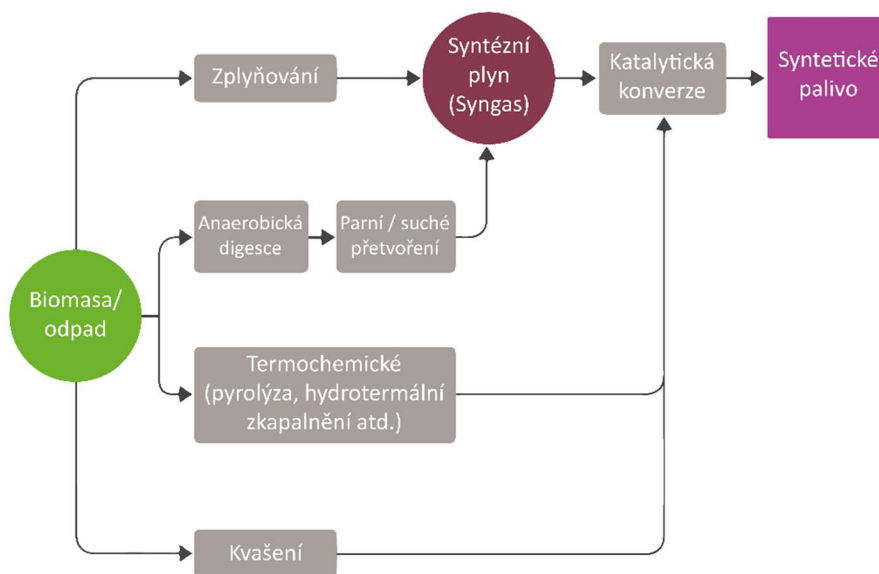 Zplyňování
Syntézní
plyn
(Syngas)
Katalytická
konverze
Syntetické
palivo
Anaerobická
digesce
Parní / suché
přetvoření
Biomasa/
odpad
Termochemické
(pyrolýza, hydrotermální
zkapalnění atd.)
Kvašení